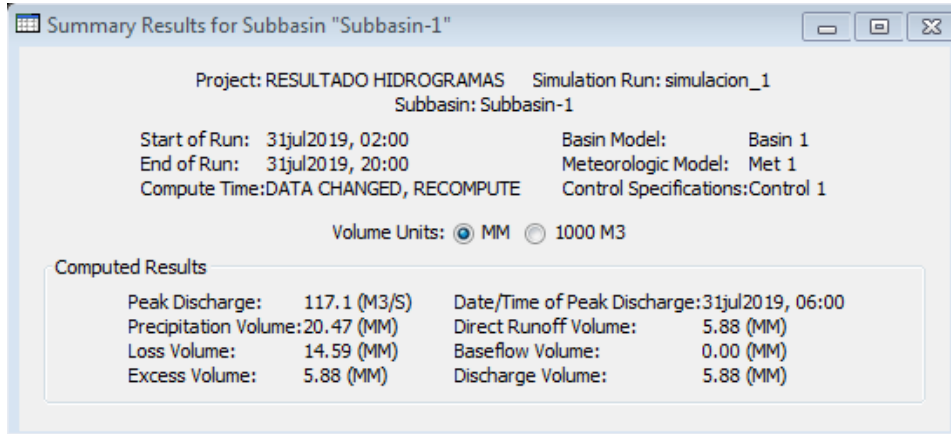 Summary Results for Subbasin "Subbasin-1"
Project: RESULTADO HIDROGRAMAS Simulation Run: simulacion_1
Subbasin: Subbasin-1
Start of Run: 31jul2019, 02:00 Basin Model: Basin 1
End of Run: 31jul2019, 20:00 Meteorologic Model: Met 1
Compute Time:DATA CHANGED, RECOMPUTE Control Specifications:Control 1
Volume Units: MM 1000 M3
Computed Results
Peak Discharge: 117.1 (M3/S) Date/Time of Peak Discharge:31jul2019, 06:00
Precipitation Volume:20.47 (MM) Direct Runoff Volume: 5.88 (MM)
Loss Volume: 14.59 (MM) Baseflow Volume: 0.00 (MM)
Excess Volume: 5.88 (MM) Discharge Volume: 5.88 (MM)